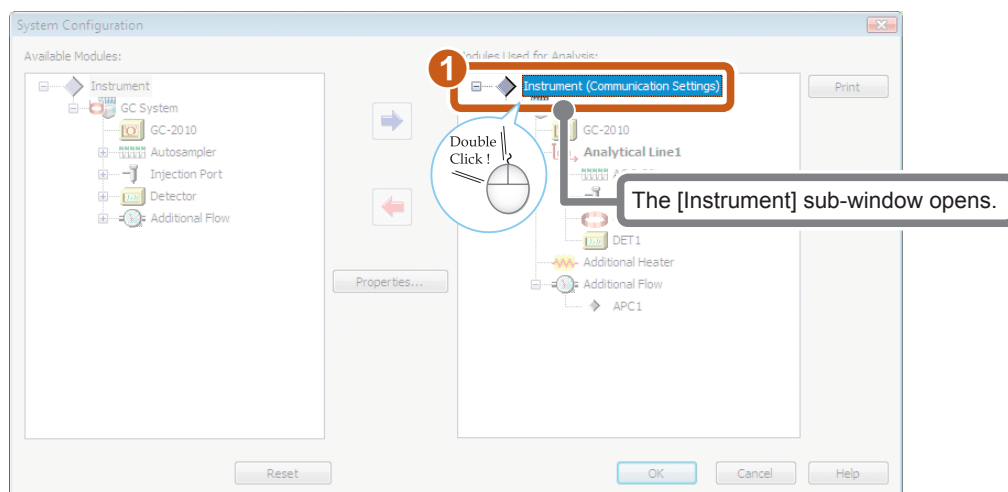 System Configuration
Available Modules:
Modules Used for Analysis:
Instrument
GC System
GC-2010
Autosampler
Injection Port
Detector
Additional Flow
Properties...
1
Instrument (Communication Settings)
Double
Click !
GC-2010
Analytical Line1
The [Instrument] sub-window opens.
DET1
Additional Heater
Additional Flow
APC1
Print
Reset
OK
Cancel
Help